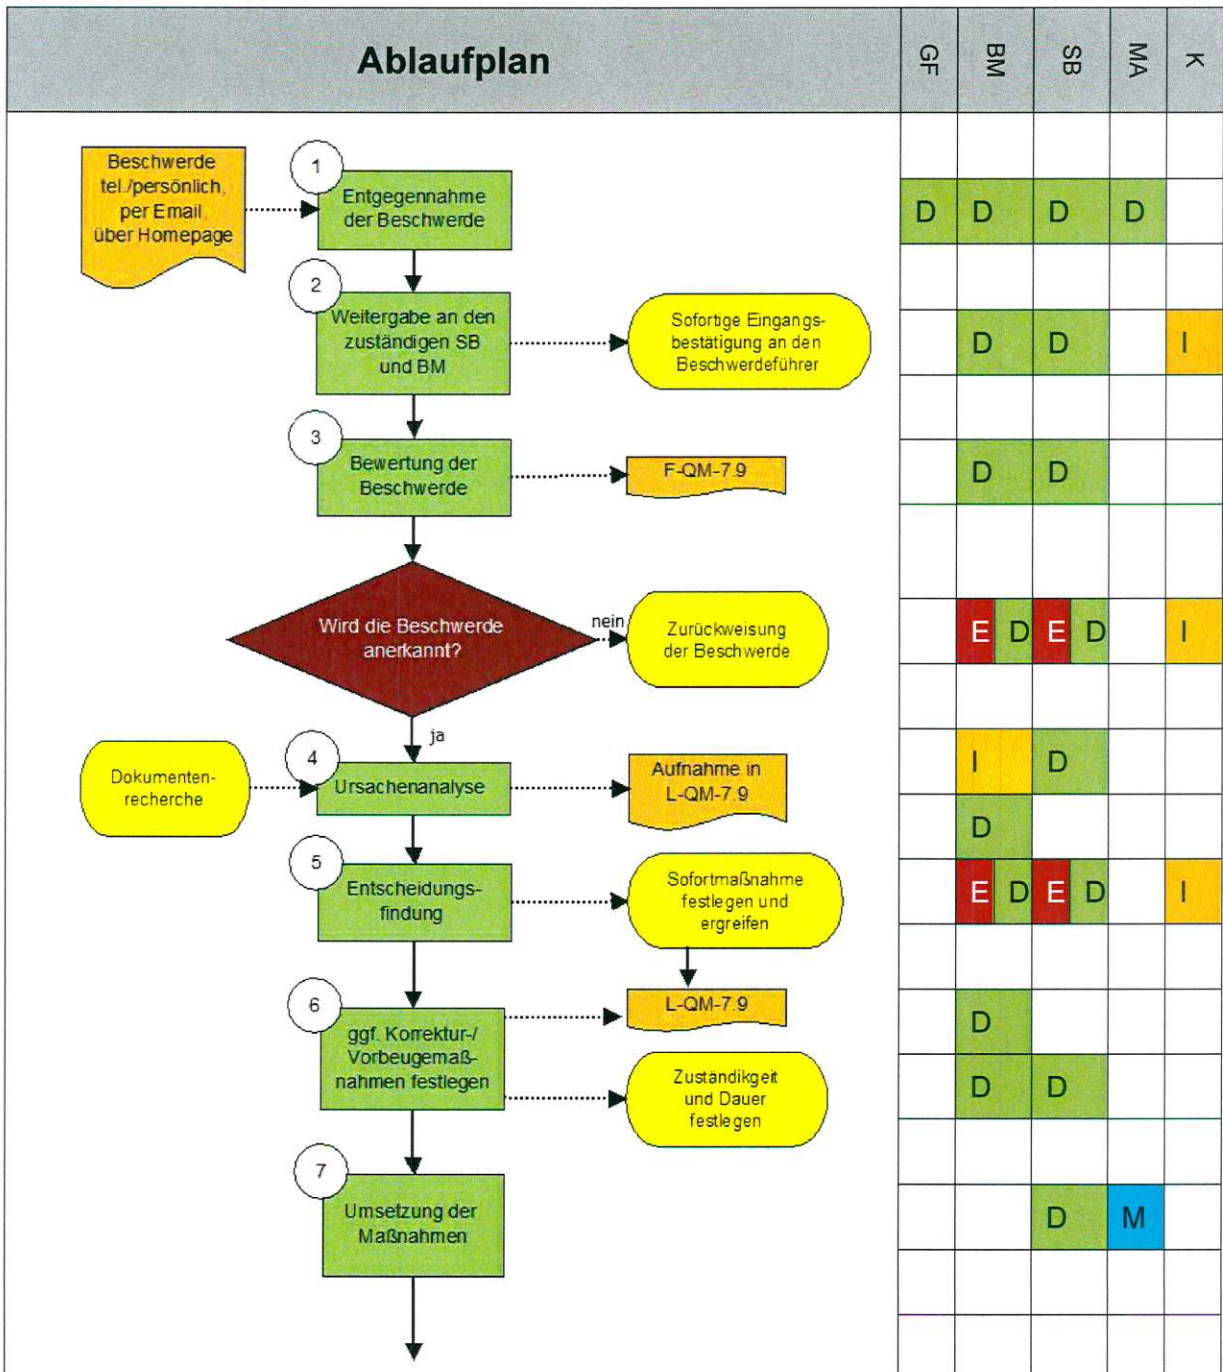 Ablaufplan
GF
BM
SB
MA
K
Beschwerde
tel./persönlich,
per Email,
über Homepage
1
Entgegennahme
der Beschwerde
D
D
D
D
2
Weitergabe an den
zuständigen SB
und BM
Sofortige Eingangs-
bestätigung an den
Beschwerdeführer
D
D
I
3
Bewertung der
Beschwerde
F-QM-7.9
D
D
Wird die Beschwerde
anerkannt?
nein
Zurückweisung
der Beschwerde
E D E D
I
ja
Dokumenten-
recherche
4
Ursachenanalyse
Aufnahme in
L-QM-7.9
I
D
D
5
Entscheidungs-
findung
Sofortmaßnahme
festlegen und
ergreifen
E D E D
I
6
ggf. Korrektur-/
Vorbeugemaß-
nahmen festlegen
L-QM-7.9
D
Zuständikgeit
und Dauer
festlegen
D
D
7
Umsetzung der
Maßnahmen
D
M